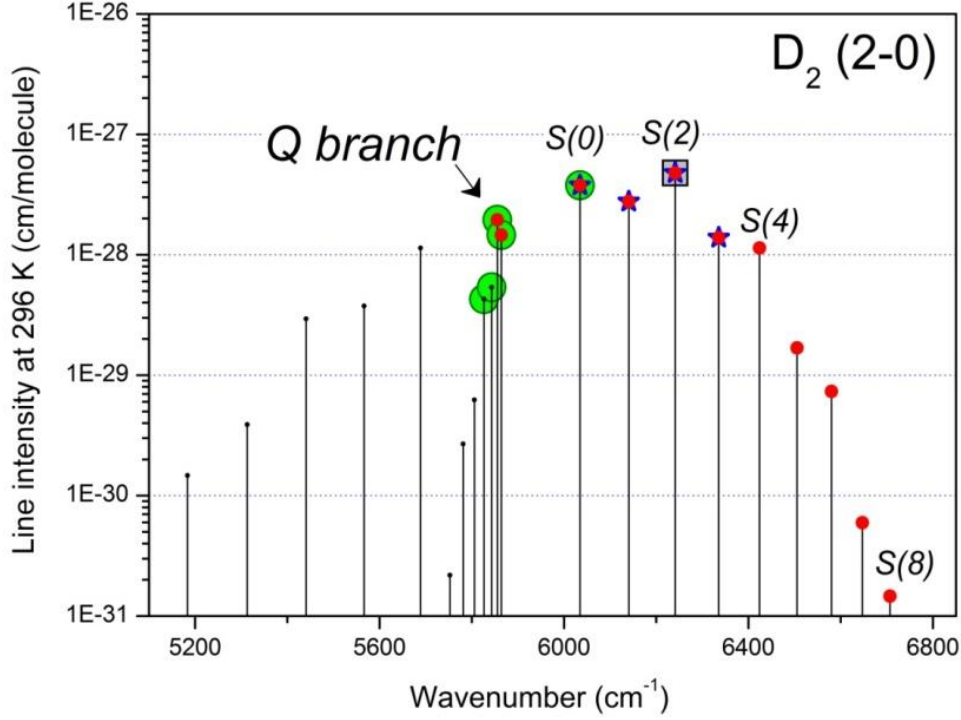 D₂ (2-0)
Line intensity at 296 K (cm/molecule)
1E-26
1E-27
1E-28
1E-29
1E-30
1E-31
Q branch
S(0)
S(2)
S(4)
S(8)
5200 5600 6000 6400 6800
Wavenumber (cm⁻¹)